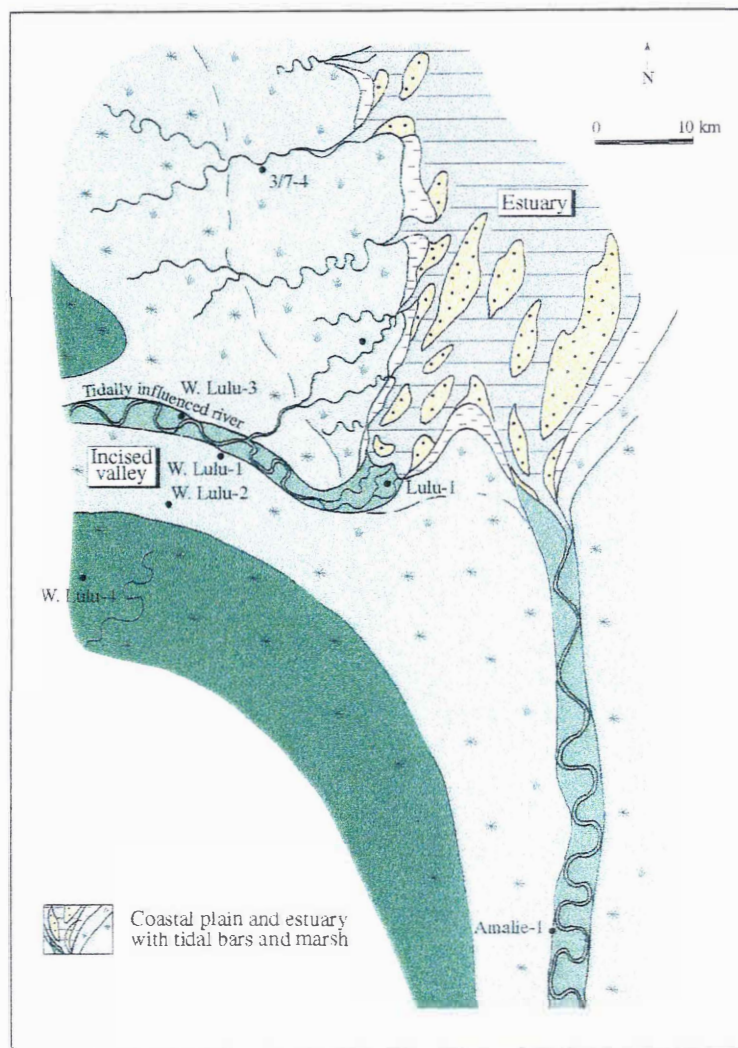 N
0 10 km
3/7-4
Estuary
W. Lulu-3
Tidally influenced river
Incised
valley
W. Lulu-1
Lulu-1
W. Lulu-2
W. Lulu-4
Amalie-1
Coastal plain and estuary
with tidal bars and marsh